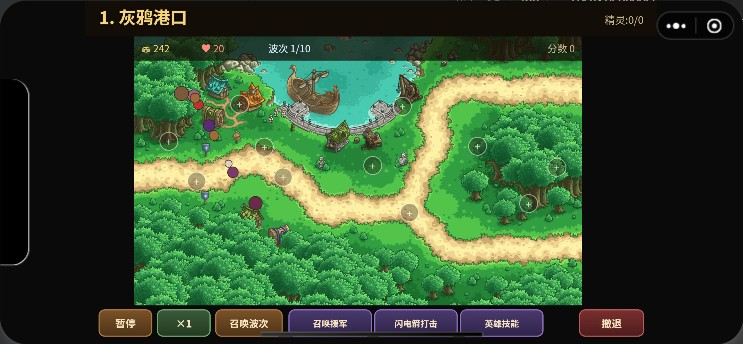 1. 灰鸦港口
精灵:0/0
242
20
波次 1/10
分数 0
暂停
×1
召唤波次
召唤援军
闪电箭打击
英雄技能
撤退